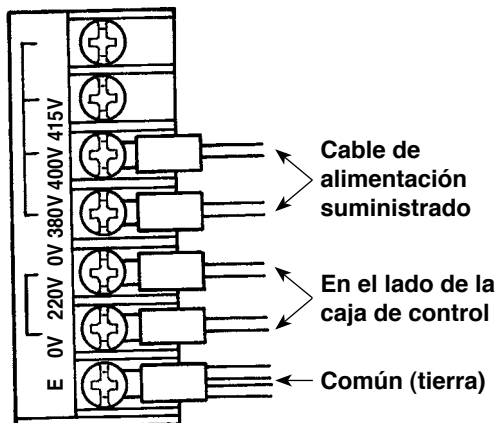 415V
400V
380V
0V
220V
0V
E
Cable de
alimentación
suministrado
En el lado de la
caja de control
Común (tierra)